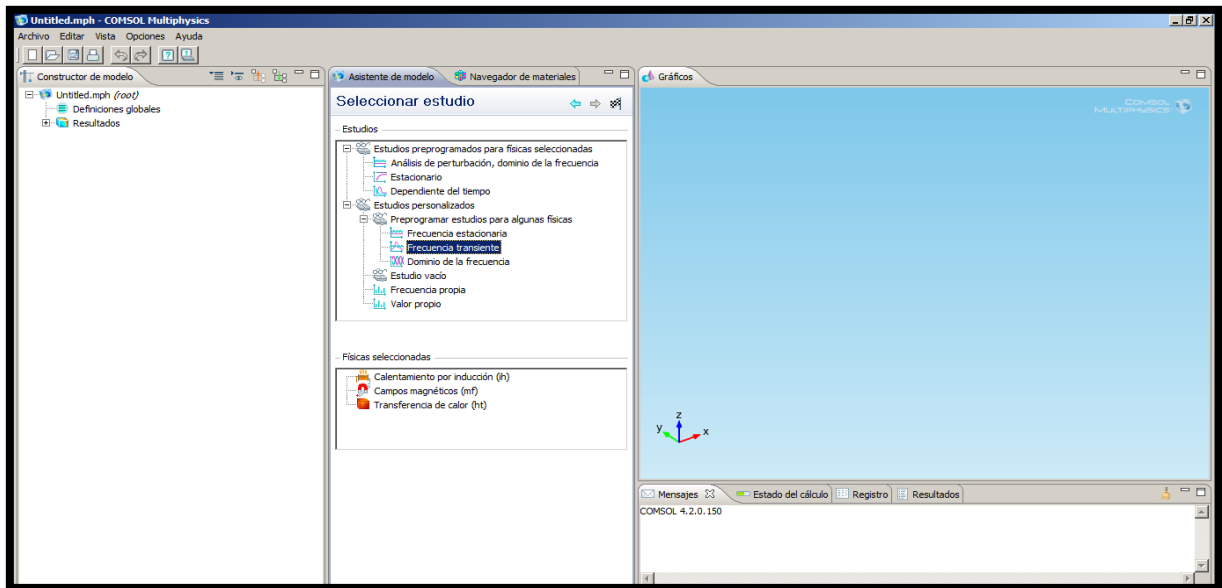 Untitled.mph - COMSOL Multiphysics
Archivo Editar Vista Opciones Ayuda
Constructor de modelo
Untitled.mph (root)
Definiciones globales
Resultados
Asistente de modelo Navegador de materiales
Seleccionar estudio
Estudios
Estudios preprogramados para físicas seleccionadas
Análisis de perturbación, dominio de la frecuencia
Estacionario
Dependiente del tiempo
Estudios personalizados
Preprogramar estudios para algunas físicas
Frecuencia estacionaria
Frecuencia transiente
Dominio de la frecuencia
Estudio vacío
Frecuencia propia
Valor propio
Físicas seleccionadas
Calentamiento por inducción (ih)
Campos magnéticos (mf)
Transferencia de calor (ht)
Gráficos
COMSOL
MULTIPHYSICS
z
y x
Mensajes Estado del cálculo Registro Resultados
COMSOL 4.2.0.150